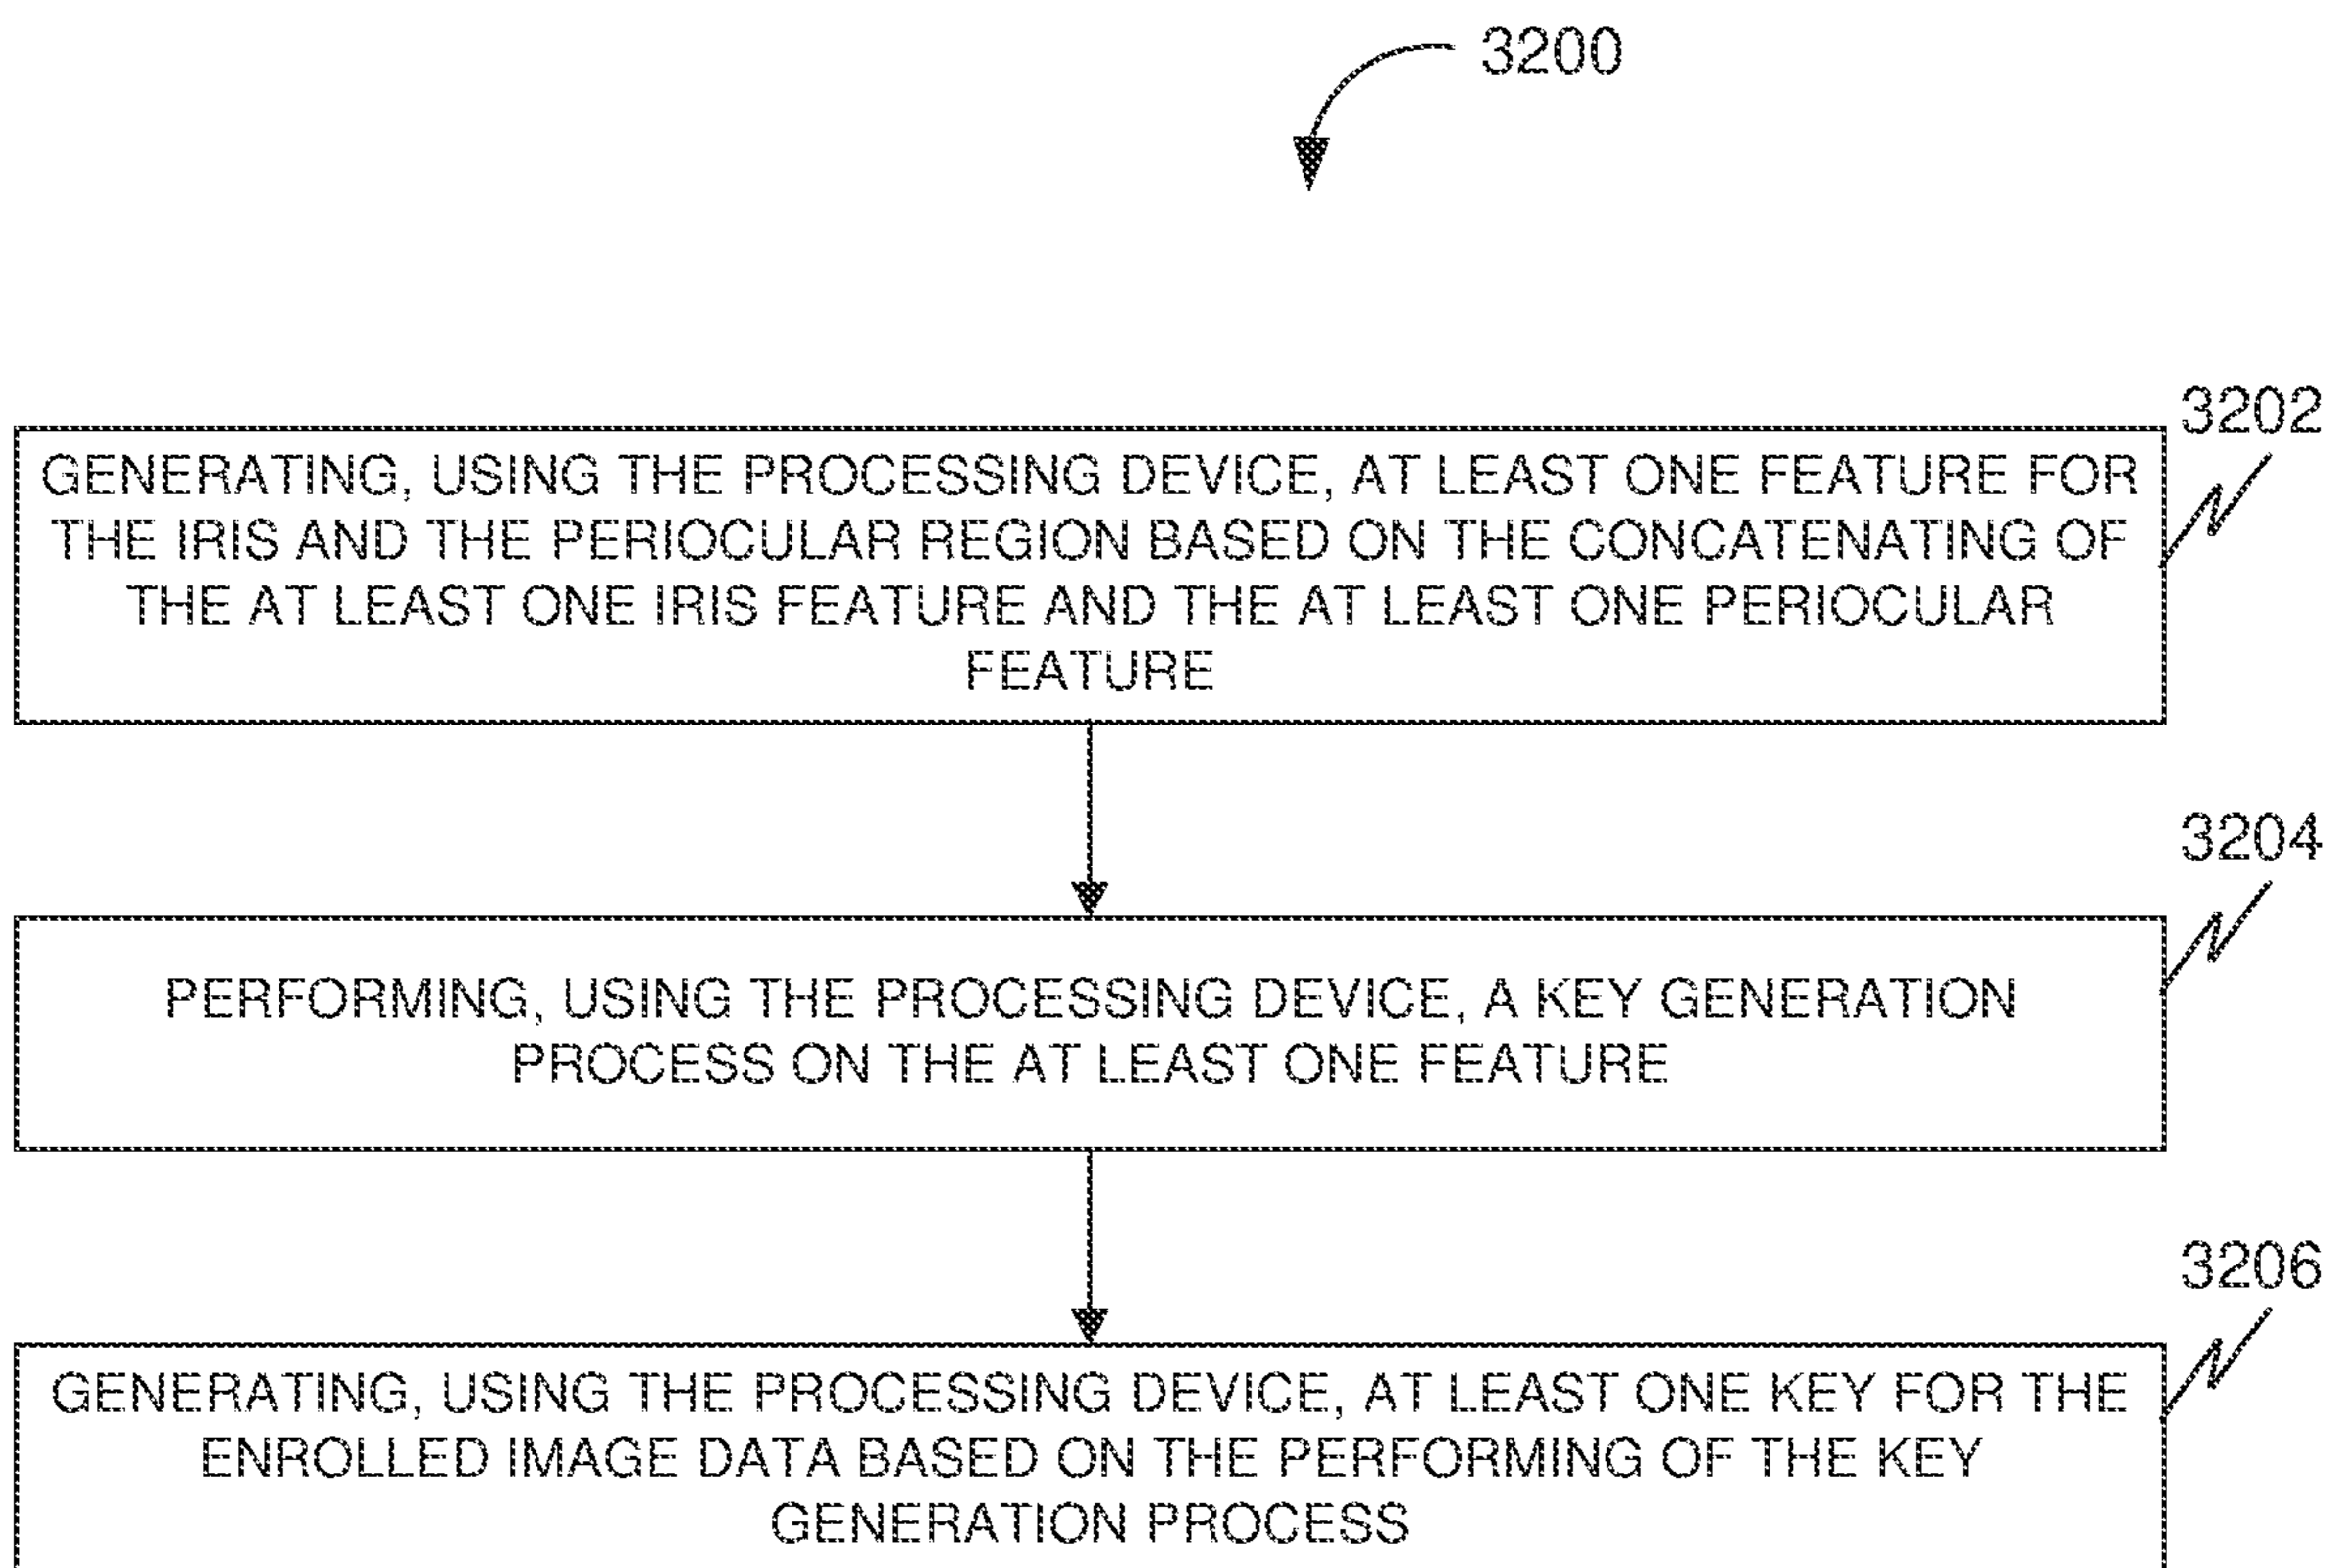 3200
3202
GENERATING, USING THE PROCESSING DEVICE, AT LEAST ONE FEATURE FOR
THE IRIS AND THE PERIOCULAR REGION BASED ON THE CONCATENATING OF
THE AT LEAST ONE IRIS FEATURE AND THE AT LEAST ONE PERIOCULAR
FEATURE
3204
PERFORMING, USING THE PROCESSING DEVICE, A KEY GENERATION
PROCESS ON THE AT LEAST ONE FEATURE
3206
GENERATING, USING THE PROCESSING DEVICE, AT LEAST ONE KEY FOR THE
ENROLLED IMAGE DATA BASED ON THE PERFORMING OF THE KEY
GENERATION PROCESS